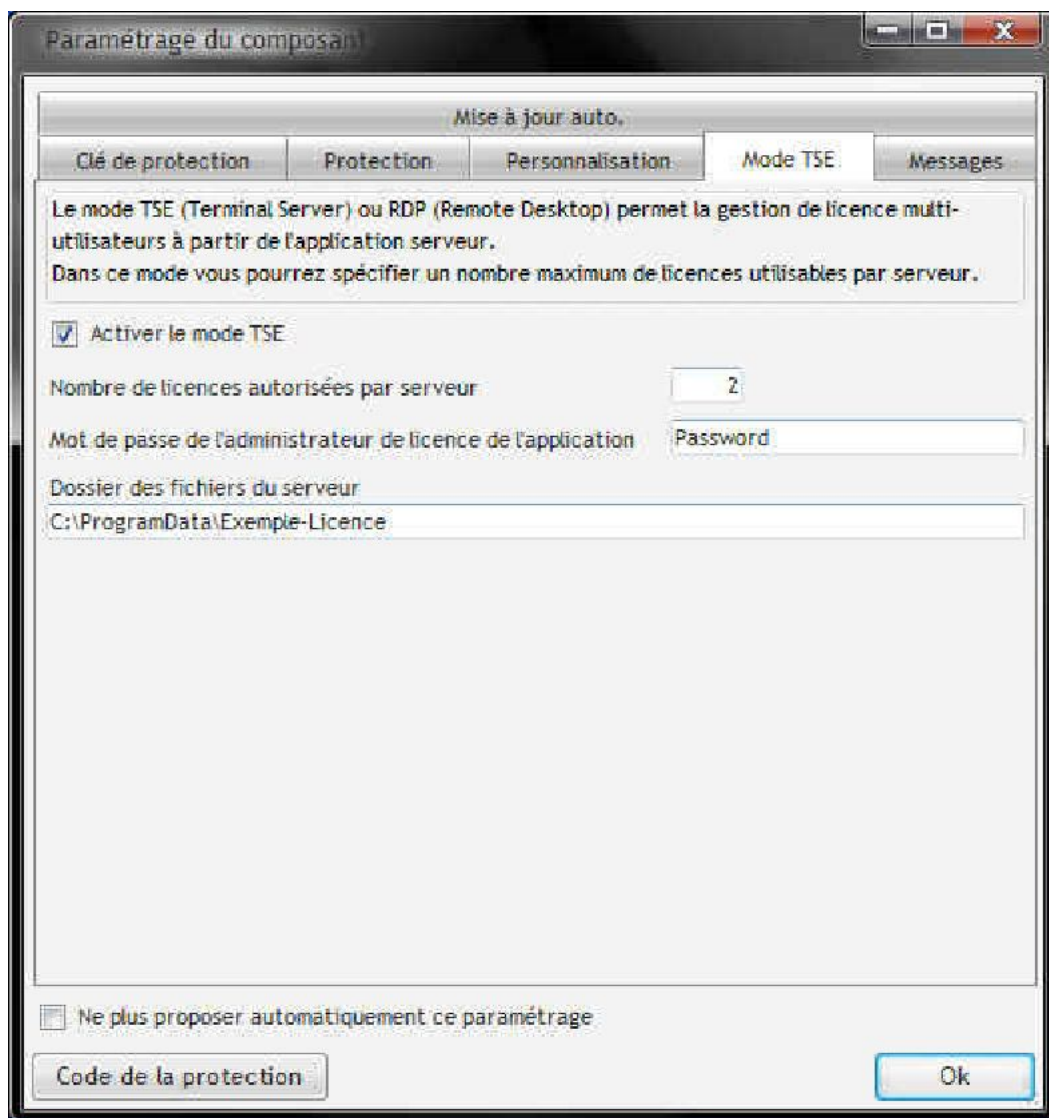 Paramétrage du composant
Mise à jour auto.
Clé de protection
Protection
Personnalisation
Mode TSE
Messages
Le mode TSE (Terminal Server) ou RDP (Remote Desktop) permet la gestion de licence multi-
utilisateurs à partir de l'application serveur.
Dans ce mode vous pourrez spécifier un nombre maximum de licences utilisables par serveur.
Activer le mode TSE
Nombre de licences autorisées par serveur 2
Mot de passe de l'administrateur de licence de l'application Password
Dossier des fichiers du serveur
C:\ProgramData\Exemple-Licence
Ne plus proposer automatiquement ce paramétrage
Code de la protection
Ok